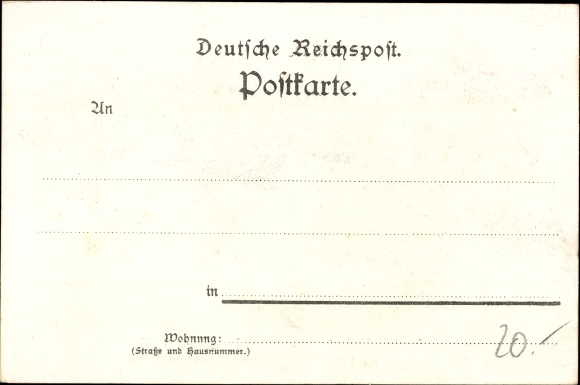 Deutſche Reichspoſt.
Poſtkarte.
An
in
Wohnung:
(Straße und Hausnummer.)
20.-